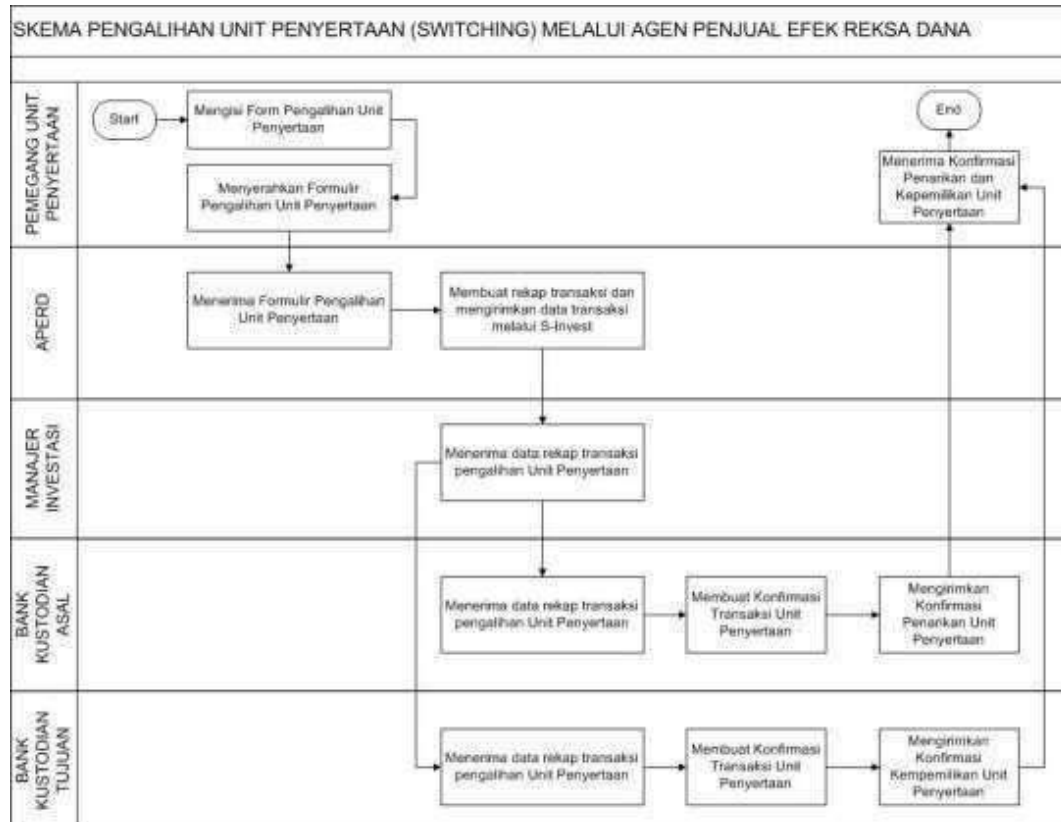 SKEMA PENGALIHAN UNIT PENYERTAAN (SWITCHING) MELALUI AGEN PENJUAL EFEK REKSA DANA
PEMEGANG UNIT
PENYERTAAN
Start
Mengisi Form Pengalihan Unit
Penyertaan
Menyerahkan Formulir
Pengalihan Unit Penyertaan
End
Menerima Konfirmasi
Penarikan dan
Kepemilikan Unit
Penyertaan
APERD
Menerima Formulir Pengalihan
Unit Penyertaan
Membuat rekap transaksi dan
mengirimkan data transaksi
melalui S-Invest
MANAJER
INVESTASI
Menerima data rekap transaksi
pengalihan Unit Penyertaan
BANK
KUSTODIAN
ASAL
Menerima data rekap transaksi
pengalihan Unit Penyertaan
Membuat Konfirmasi
Transaksi Unit
Penyertaan
Mengirimkan
Konfirmasi
Penarikan Unit
Penyertaan
BANK
KUSTODIAN
TUJUAN
Menerima data rekap transaksi
pengalihan Unit Penyertaan
Membuat Konfirmasi
Transaksi Unit
Penyertaan
Mengirimkan
Konfirmasi
Kempemilikan Unit
Penyertaan